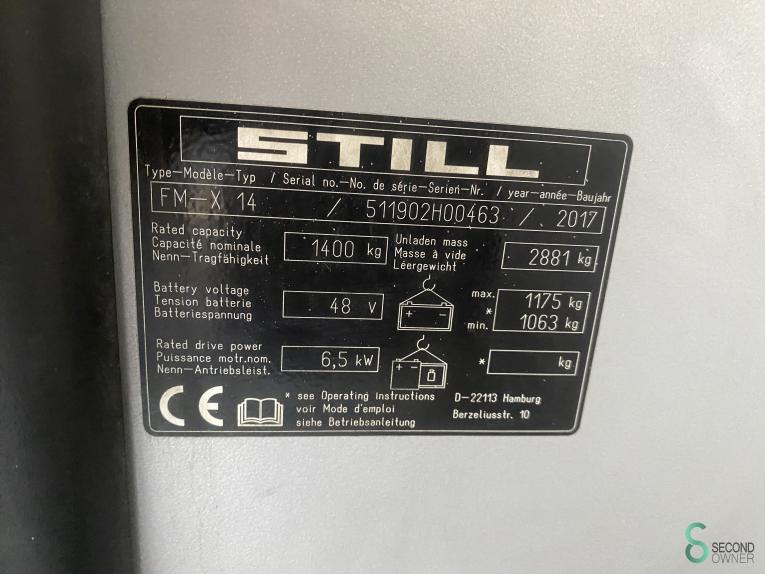 STILL
Type-Modèle-Typ / Serial no.-No. de série-Serien-Nr. / year-année-Baujahr
FM-X 14 / 511902H00463 / 2017
Rated capacity
Capacité nominale
Nenn-Tragfähigkeit
1400 kg
Unladen mass
Masse à vide
Léergewicht
2881 kg
Battery voltage
Tension batterie
Batteriespannung
48 V
+ -
max.
*
min.
1175 kg
1063 kg
Rated drive power
Puissance motr.nom.
Nenn-Antriebsleist.
6,5 kW
+ -
* kg
CE
* see Operating Instructions
voir Mode d'emploi
siehe Betriebsanleitung
D-22113 Hamburg
Berzeliusstr. 10
SECOND
OWNER